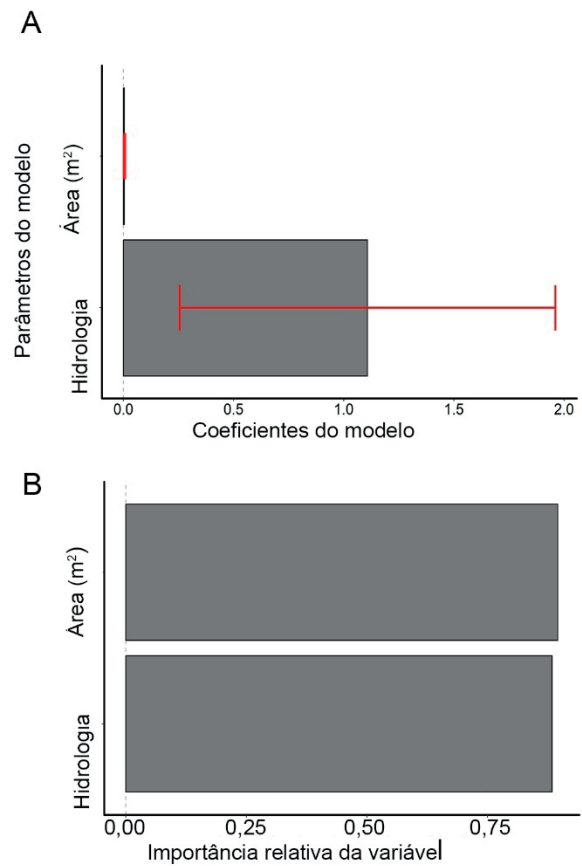 A
Parâmetros do modelo
Área (m²)
Hidrologia
0.0 0.5 1.0 1.5 2.0
Coeficientes do modelo
B
Área (m²)
Hidrologia
0,00 0,25 0,50 0,75
Importância relativa da variável